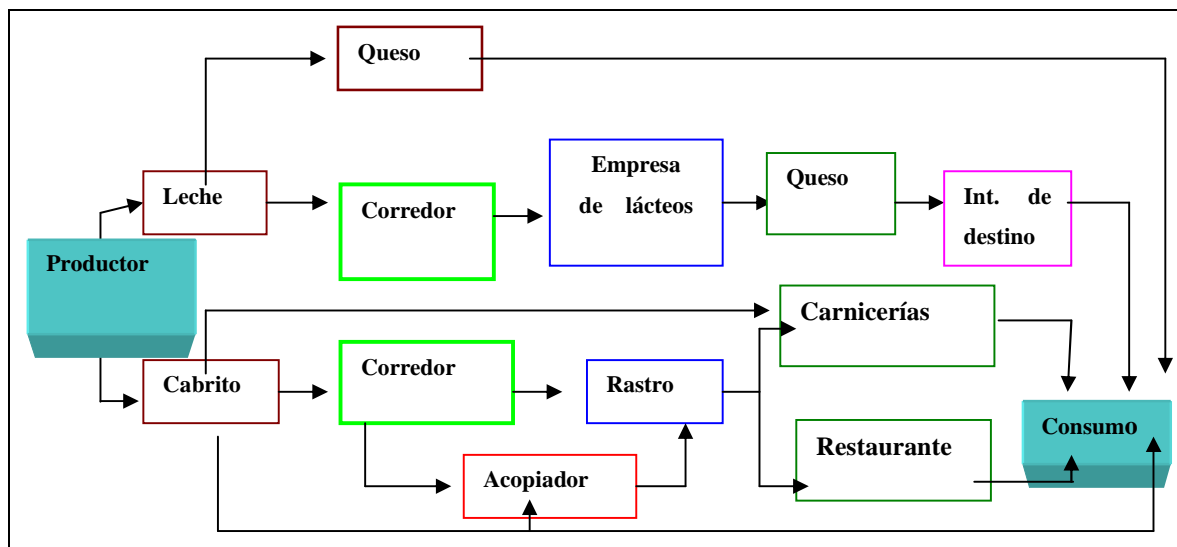 Queso
Leche
Corredor
Empresa
de lácteos
Queso
Int. de
destino
Productor
Carnicerías
Cabrito
Corredor
Rastro
Consumo
Restaurante
Acopiador